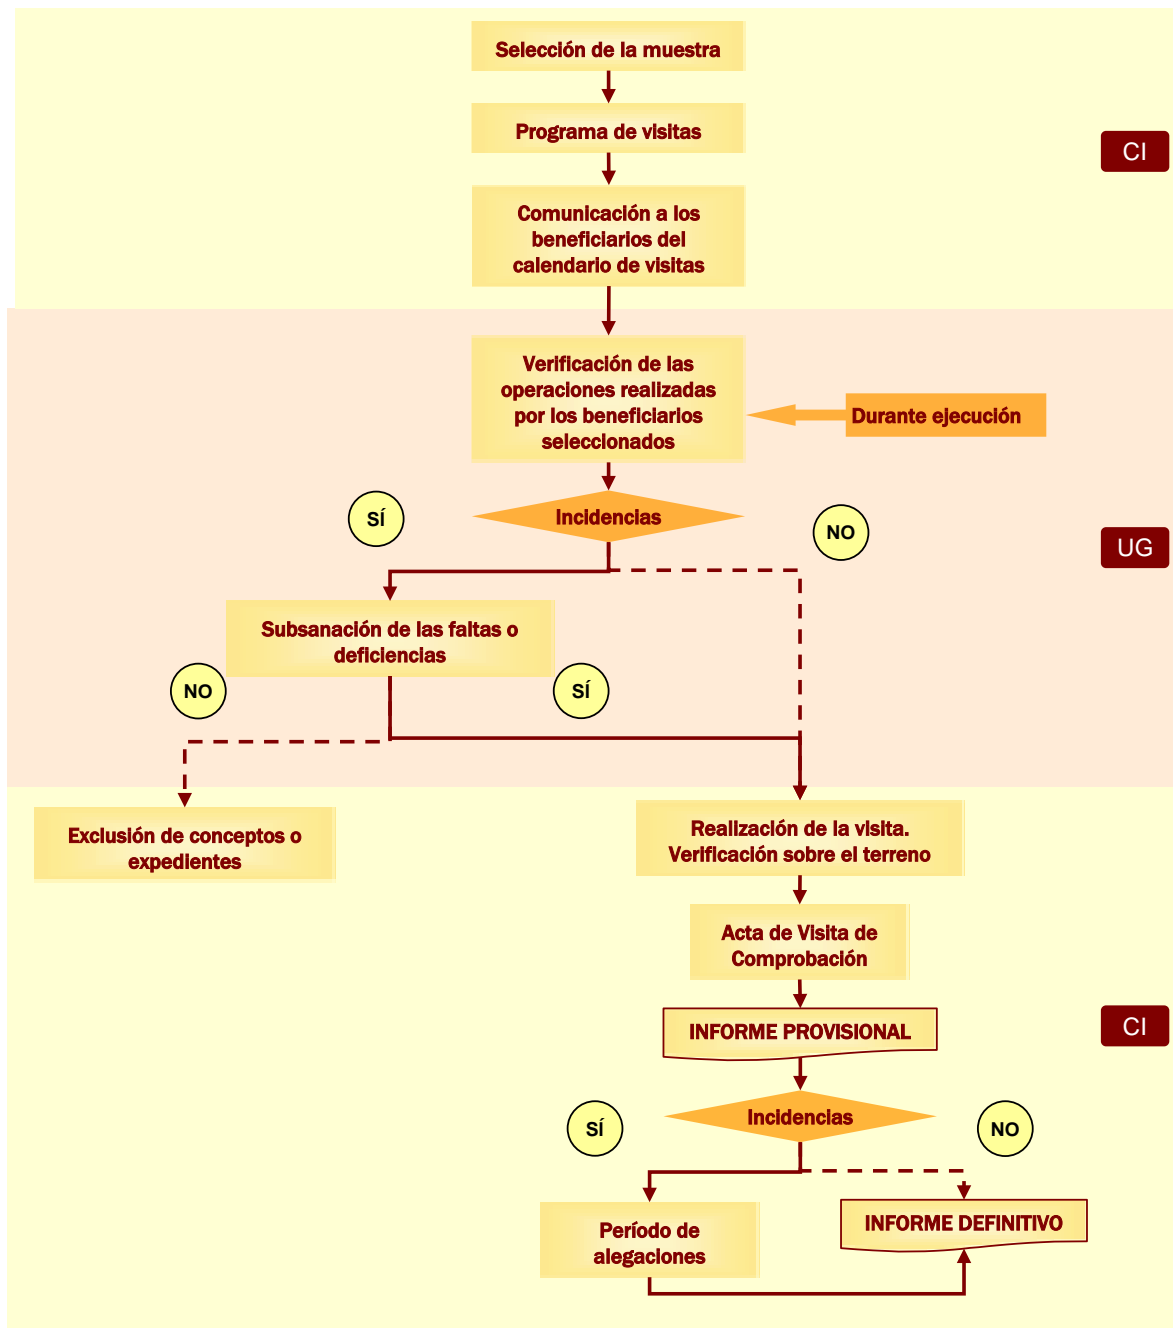 Selección de la muestra
Programa de visitas
CI
Comunicación a los
beneficiarios del
calendario de visitas
Verificación de las
operaciones realizadas
por los beneficiarios
seleccionados
Durante ejecución
SÍ
Incidencias
NO
UG
Subsanación de las faltas o
deficiencias
NO
SÍ
Exclusión de conceptos o
expedientes
Realización de la visita.
Verificación sobre el terreno
Acta de Visita de
Comprobación
INFORME PROVISIONAL
CI
SÍ
Incidencias
NO
Período de
alegaciones
INFORME DEFINITIVO